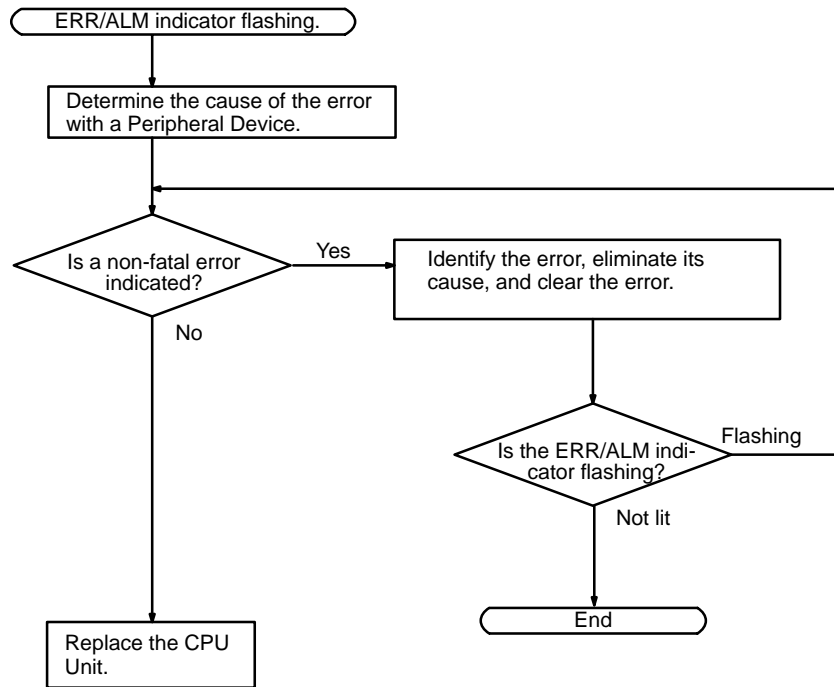 ERR/ALM indicator flashing.
Determine the cause of the error
with a Peripheral Device.
Is a non-fatal error
indicated?
Yes
No
Identify the error, eliminate its
cause, and clear the error.
Is the ERR/ALM indi-
cator flashing?
Flashing
Not lit
End
Replace the CPU
Unit.